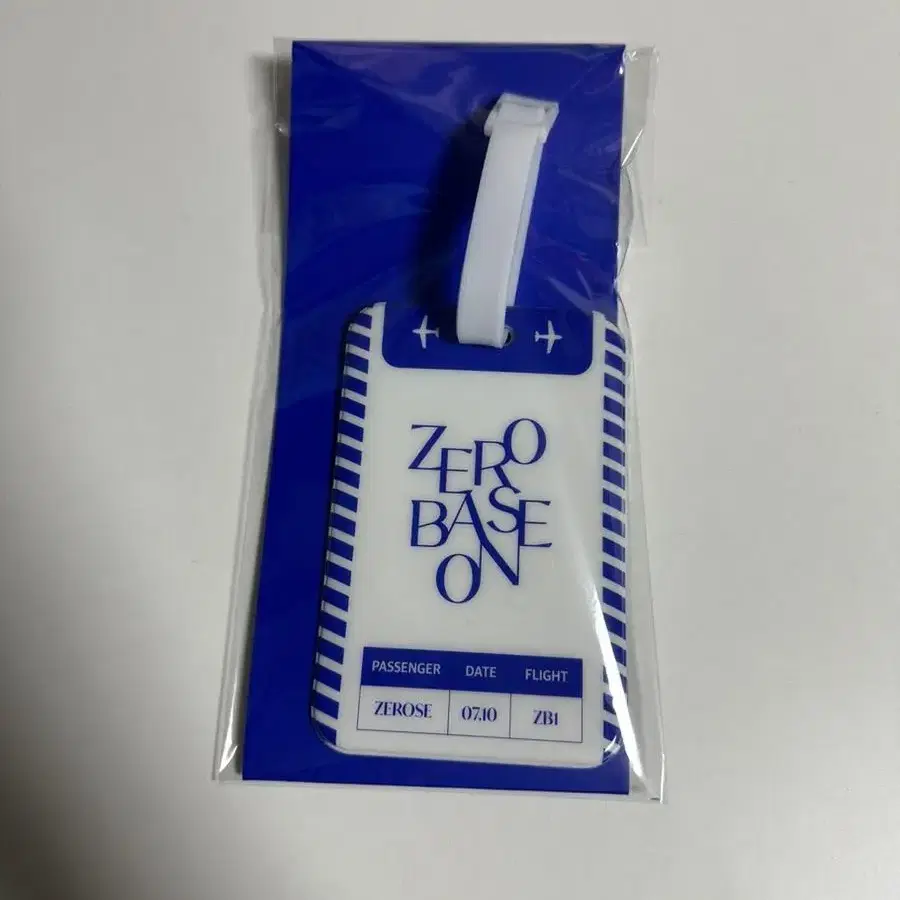 ZERO
BASE
ON
PASSENGER DATE FLIGHT
ZEROSE 07.10 ZB1